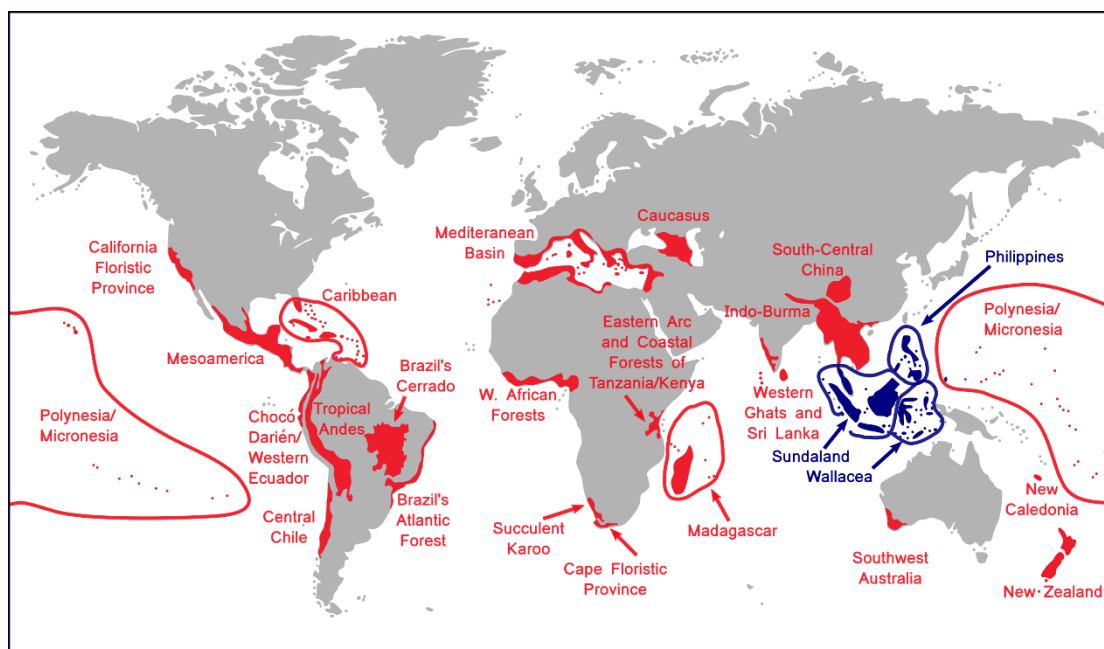 California
Floristic
Province
Polynesia/
Micronesia
Mesoamerica
Caribbean
Chocó
Darién/
Western
Ecuador
Tropical
Andes
Brazil's
Cerrado
Central
Chile
Brazil's
Atlantic
Forest
Mediteranean
Basin
Caucasus
W. African
Forests
Eastern Arc
and Coastal
Forests of
Tanzania/Kenya
Succulent
Karoo
Cape Floristic
Province
Madagascar
South-Central
China
Indo-Burma
Western
Ghats and
Sri Lanka
Sundaland
Wallacea
Philippines
Polynesia/
Micronesia
Southwest
Australia
New
Caledonia
New Zealand